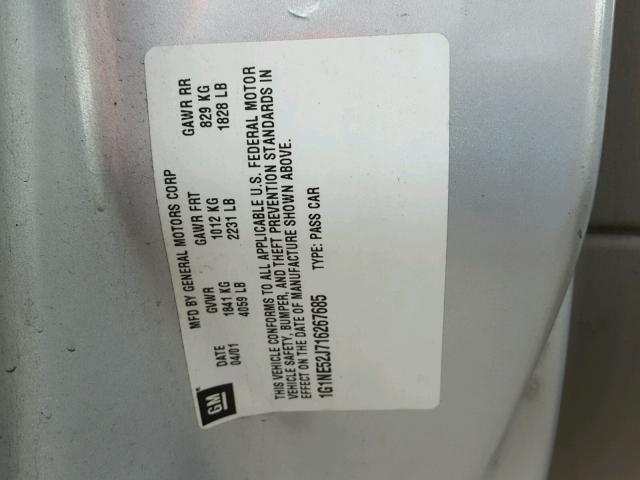 MFD BY GENERAL MOTORS CORP
DATE GVWR GAWR FRT GAWR RR
04/01 1841 KG 1012 KG 829 KG
4059 LB 2231 LB 1828 LB
GM
THIS VEHICLE CONFORMS TO ALL APPLICABLE U.S. FEDERAL MOTOR
VEHICLE SAFETY, BUMPER, AND THEFT PREVENTION STANDARDS IN
EFFECT ON THE DATE OF MANUFACTURE SHOWN ABOVE.
1G1NE52J716267685 TYPE: PASS CAR